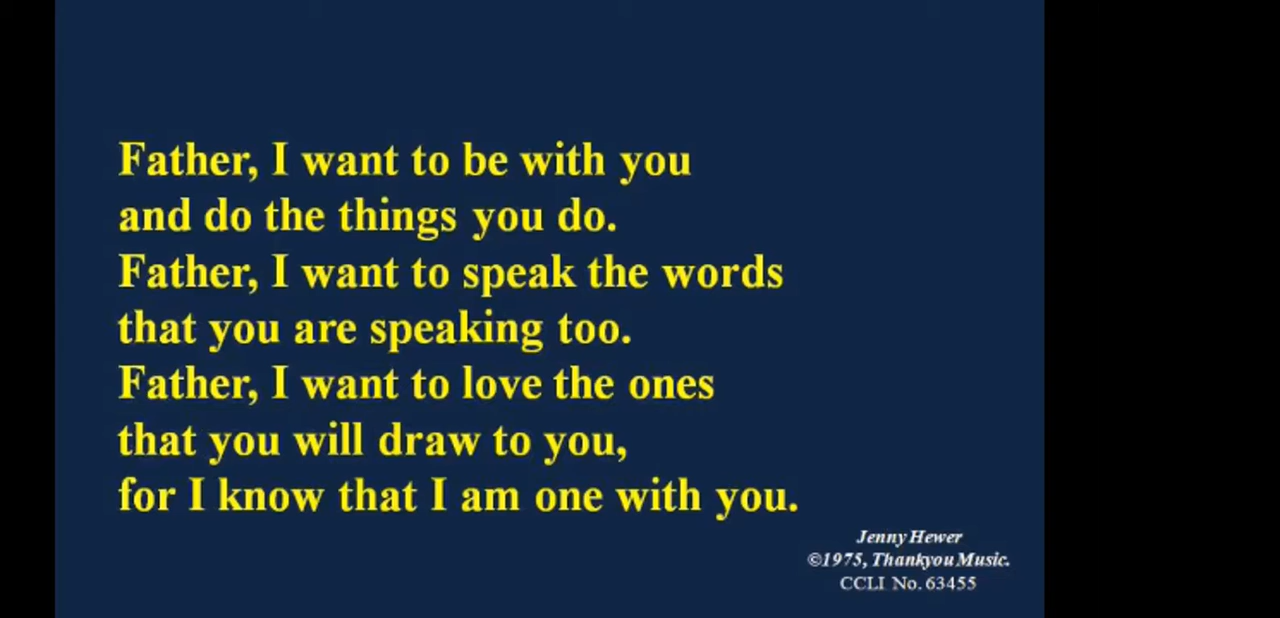 Father, I want to be with you
and do the things you do.
Father, I want to speak the words
that you are speaking too.
Father, I want to love the ones
that you will draw to you,
for I know that I am one with you.
Jenny Hewer
©1975, Thankyou Music.
CCLI No. 63455